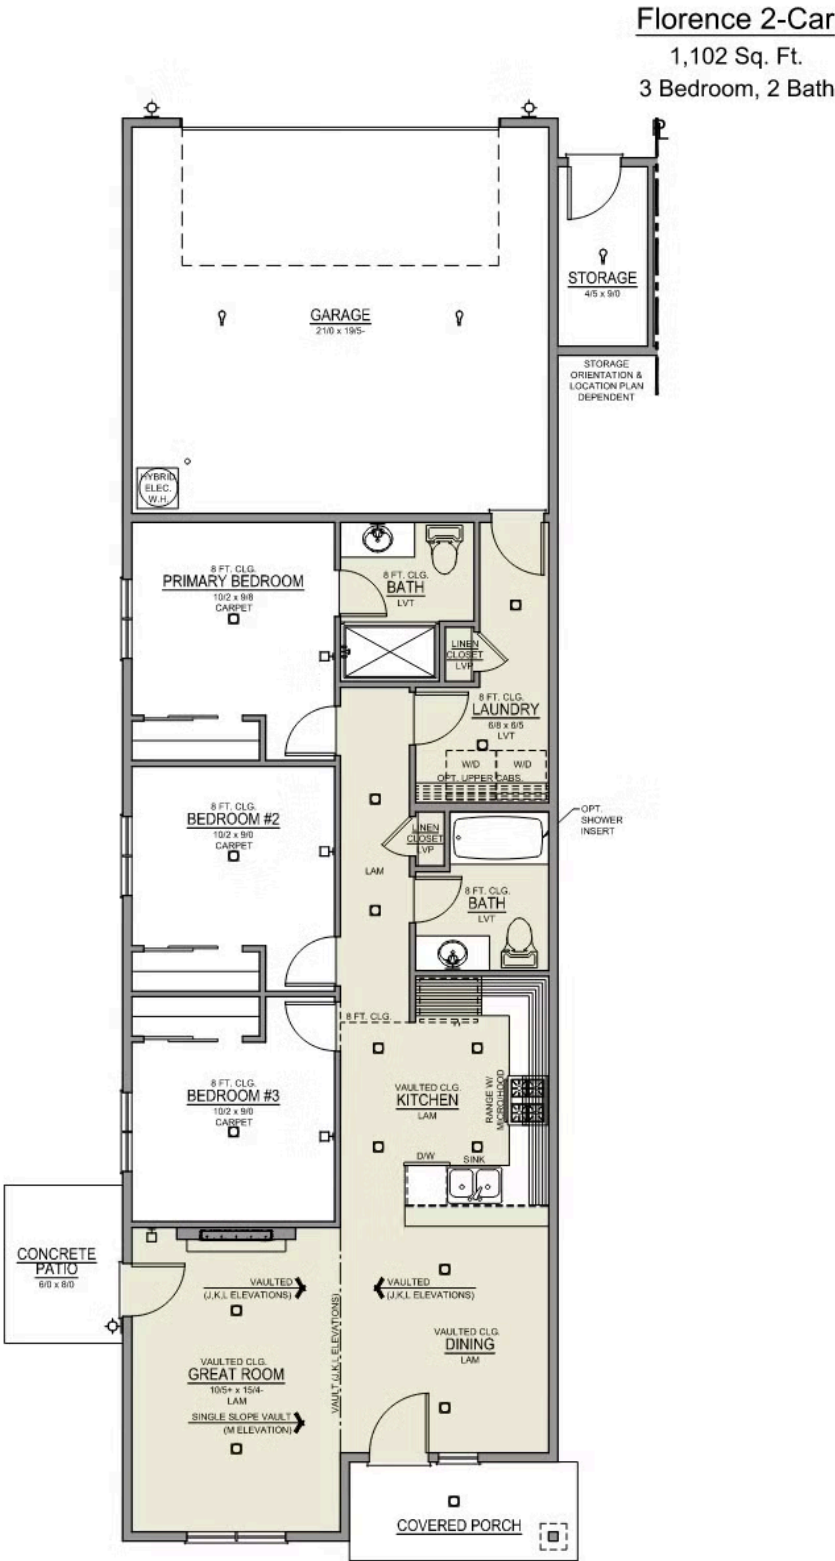 Florence 2-Car
1,102 Sq. Ft.
3 Bedroom, 2 Bath
STORAGE
4/5 x 9/0
GARAGE
21/0 x 19/5-
STORAGE
ORIENTATION &
LOCATION PLAN
DEPENDENT
HYBRID
ELEC.
W.H.
8 FT. CLG.
PRIMARY BEDROOM
10/2 x 9/8
CARPET
8 FT. CLG.
BATH
LVT
LINEN
CLOSET
LVP
8 FT. CLG.
LAUNDRY
6/8 x 6/5
LVT
W/D
W/D
OPT. UPPER CABS.
8 FT. CLG.
BEDROOM #2
10/2 x 9/0
CARPET
OPT.
SHOWER
INSERT
LINEN
CLOSET
LVP
LAM
8 FT. CLG.
BATH
LVT
8 FT. CLG.
8 FT. CLG.
BEDROOM #3
10/2 x 9/0
CARPET
VAULTED CLG.
KITCHEN
LAM
RANGE W/
MICRO/HOOD
D/W
SINK
CONCRETE
PATIO
6/0 x 8/0
VAULTED
(J,K,L ELEVATIONS)
VAULTED
(J,K,L ELEVATIONS)
VAULT (J,K,L ELEVATIONS)
VAULTED CLG.
DINING
LAM
VAULTED CLG.
GREAT ROOM
10/5+ x 15/4-
LAM
SINGLE SLOPE VAULT
(M ELEVATION)
COVERED PORCH